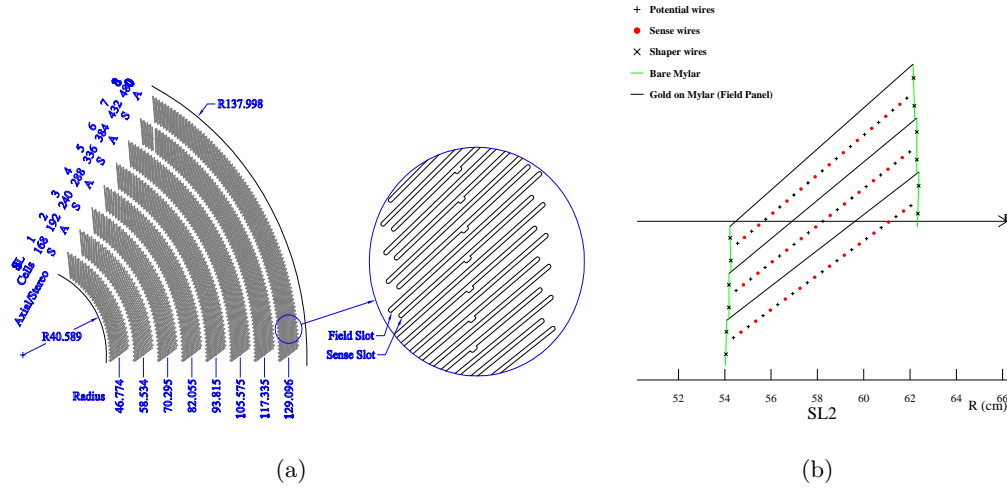 SL 1 2 3 4 5 6 7 8
Cells 168 192 240 288 336 384 432 480
Axial/Stereo S A S A S A S A
R137.998
R40.589
Field Slot
Sense Slot
Radius 46.774 58.534 70.295 82.055 93.815 105.575 117.335 129.096
(a)
Potential wires
Sense wires
Shaper wires
Bare Mylar
Gold on Mylar (Field Panel)
52 54 56 58 60 62 64 66
SL2
R (cm)
(b)